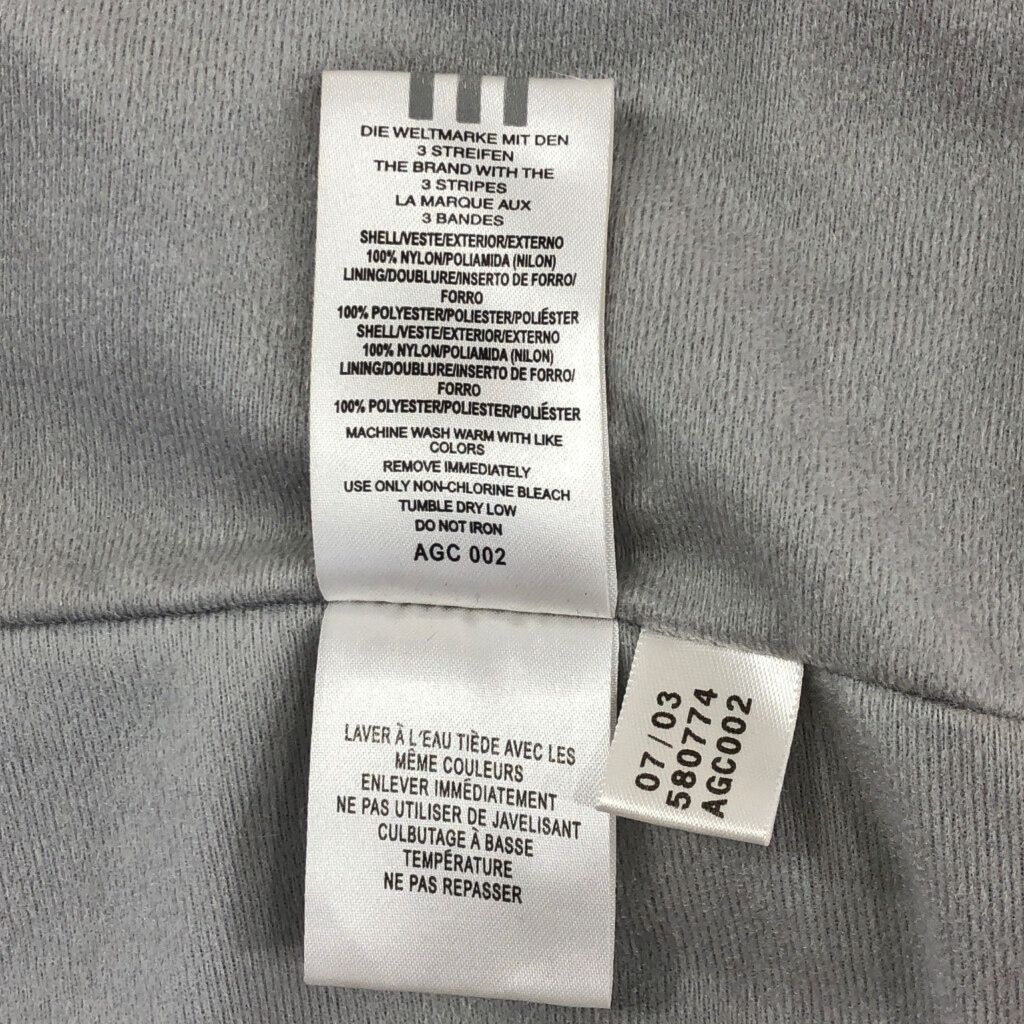 DIE WELTMARKE MIT DEN
3 STREIFEN
THE BRAND WITH THE
3 STRIPES
LA MARQUE AUX
3 BANDES
SHELL/VESTE/EXTERIOR/EXTERNO
100% NYLON/POLIAMIDA (NILON)
LINING/DOUBLURE/INSERTO DE FORRO/
FORRO
100% POLYESTER/POLIESTER/POLIÉSTER
SHELL/VESTE/EXTERIOR/EXTERNO
100% NYLON/POLIAMIDA (NILON)
LINING/DOUBLURE/INSERTO DE FORRO/
FORRO
100% POLYESTER/POLIESTER/POLIÉSTER
MACHINE WASH WARM WITH LIKE
COLORS
REMOVE IMMEDIATELY
USE ONLY NON-CHLORINE BLEACH
TUMBLE DRY LOW
DO NOT IRON
AGC 002
LAVER À L'EAU TIÈDE AVEC LES
MÊME COULEURS
ENLEVER IMMÉDIATEMENT
NE PAS UTILISER DE JAVELISANT
CULBUTAGE À BASSE
TEMPÉRATURE
NE PAS REPASSER
07/03
580774
AGC002